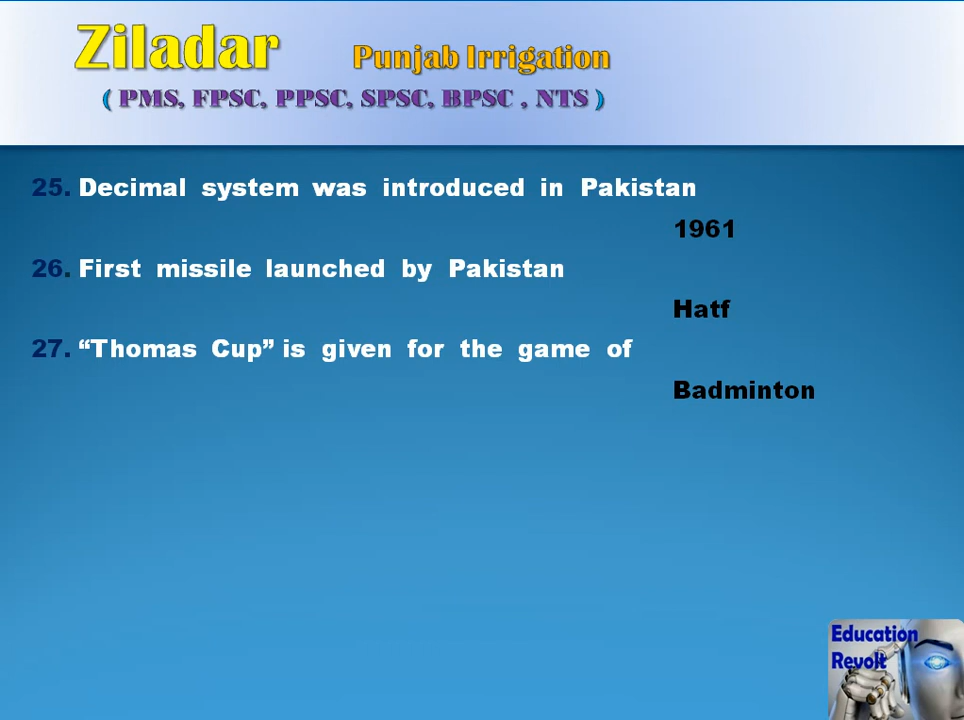 Ziladar Punjab Irrigation
( PMS, FPSC, PPSC, SPSC, BPSC , NTS )
25. Decimal system was introduced in Pakistan
1961
26. First missile launched by Pakistan
Hatf
27. “Thomas Cup” is given for the game of
Badminton
Education
Revolt